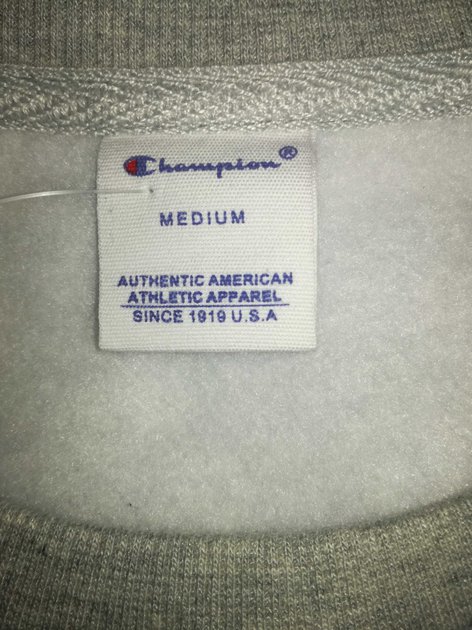 Champion®
MEDIUM
AUTHENTIC AMERICAN
ATHLETIC APPAREL
SINCE 1919 U.S.A